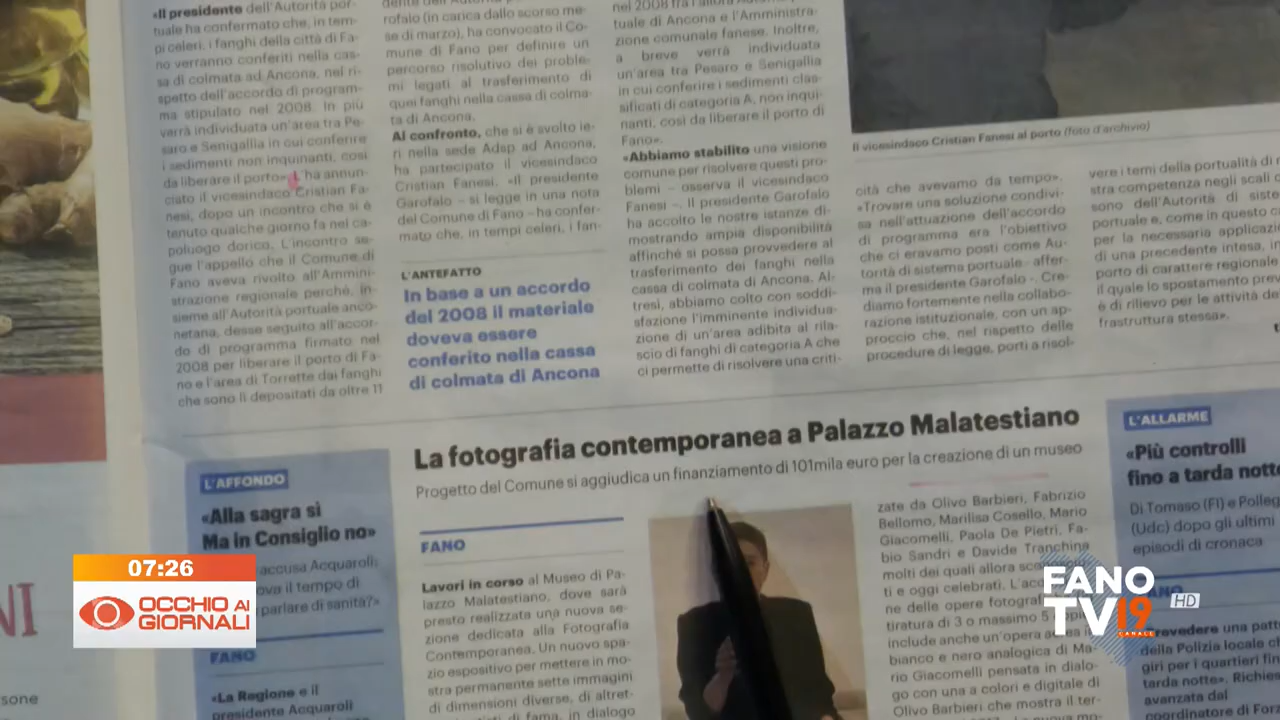 «Il presidente dell'Autorità por-
tuale ha confermato che, in tem-
pi celeri, i fanghi della città di Fa-
no verranno conferiti nella cas-
sa di colmata ad Ancona, nel ri-
spetto dell'accordo di program-
ma stipulato nel 2008. In più
verrà individuata un'area tra Pe-
saro e Senigallia in cui conferire
i sedimenti non inquinanti, così
da liberare il porto». L'ha annun-
ciato il vicesindaco Cristian Fa-
nesi, dopo un incontro che si è
tenuto qualche giorno fa nel ca-
poluogo dorico. L'incontro se-
gue l'appello che il Comune di
Fano aveva rivolto all'Ammini-
strazione regionale perché, in-
sieme all'Autorità portuale anco-
netana, desse seguito all'accor-
do di programma firmato nel
2008 per liberare il porto di Fa-
no e l'area di Torrette dai fanghi
che sono lì depositati da oltre 11
rofalo (in carica dallo scorso me-
se di marzo), ha convocato il Co-
mune di Fano per definire un
percorso risolutivo dei proble-
mi legati al trasferimento di
quei fanghi nella cassa di colma-
ta di Ancona.
Al confronto, che si è svolto ie-
ri nella sede Adsp ad Ancona,
ha partecipato il vicesindaco
Cristian Fanesi. «Il presidente
Garofalo – si legge in una nota
del Comune di Fano – ha confer-
mato che, in tempi celeri, i fan-
L'ANTEFATTO
In base a un accordo
del 2008 il materiale
doveva essere
conferito nella cassa
di colmata di Ancona
nel 2008 tra l'allora
tuale di Ancona e l'Amministra-
zione comunale fanese. Inoltre,
a breve verrà individuata
un'area tra Pesaro e Senigallia
in cui conferire i sedimenti clas-
sificati di categoria A, non inqui-
nanti, così da liberare il porto di
Fano».
«Abbiamo stabilito una visione
comune per risolvere questi pro-
blemi – osserva il vicesindaco
Fanesi –. Il presidente Garofalo
ha accolto le nostre istanze di-
mostrando ampia disponibilità
affinché si possa provvedere al
trasferimento dei fanghi nella
cassa di colmata di Ancona. Al-
tresì, abbiamo colto con soddi-
sfazione l'imminente individua-
zione di un'area adibita al rila-
scio di fanghi di categoria A che
ci permette di risolvere una criti-
Il vicesindaco Cristian Fanesi al porto (foto d'archivio)
cità che avevamo da tempo».
«Trovare una soluzione condivi-
sa nell'attuazione dell'accordo
di programma era l'obiettivo
che ci eravamo posti come Au-
torità di sistema portuale - affer-
ma il presidente Garofalo -. Cre-
diamo fortemente nella collabo-
razione istituzionale, con un ap-
proccio che, nel rispetto delle
procedure di legge, porti a risol-
vere i temi della portualità di
stra competenza negli scali
sono dell'Autorità di siste
portuale e, come in questo c
per la necessaria applicazi
di una precedente intesa, in
porto di carattere regionale
il quale lo spostamento pre
è di rilievo per le attività de
frastruttura stessa».
La fotografia contemporanea a Palazzo Malatestiano
Progetto del Comune si aggiudica un finanziamento di 101mila euro per la creazione di un museo
L'AFFONDO
«Alla sagra sì
Ma in Consiglio no»
accusa Acquaroli:
ova il tempo di
parlare di sanità?»
FANO
«La Regione e il
presidente Acquaroli
FANO
Lavori in corso al Museo di Pa-
lazzo Malatestiano, dove sarà
presto realizzata una nuova se-
zione dedicata alla Fotografia
Contemporanea. Un nuovo spa-
zio espositivo per mettere in mo-
stra permanente sette immagini
di dimensioni diverse, di altret-
di fama, in dialogo
zate da Olivo Barbieri, Fabrizio
Bellomo, Marilisa Cosello, Mario
Giacomelli, Paola De Pietri, Fa-
bio Sandri e Davide Tranchina
molti dei quali allora
ti e oggi celebrati. L'
ne delle opere fotogra
tiratura di 3 o massimo 5
include anche un'opera
bianco e nero analogica di Ma-
rio Giacomelli pensata in dialo-
go con una a colori e digitale di
Olivo Barbieri che mostra il ter-
L'ALLARME
«Più controlli
fino a tarda notte
Di Tomaso (FI) e Polleg
(Udc) dopo gli ultimi
episodi di cronaca
revedere una pattu
della Polizia locale
giri per i quartieri fin
tarda notte». Richies
avanzata dal
coordinatore di Forz
07:26
OCCHIO AI
GIORNALI
FANO
TV19
CANALE
HD
NI
sone